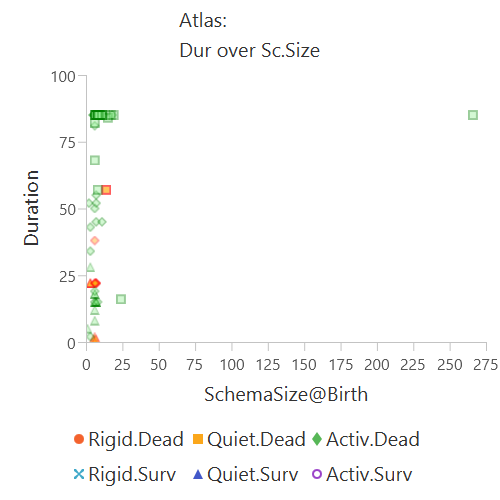 Atlas:
Dur over Sc.Size
100
75
50
25
0
Duration
0 25 50 75 100 125 150 175 200 225 250 275
SchemaSize@Birth
Rigid.Dead Quiet.Dead Activ.Dead
Rigid.Surv Quiet.Surv Activ.Surv